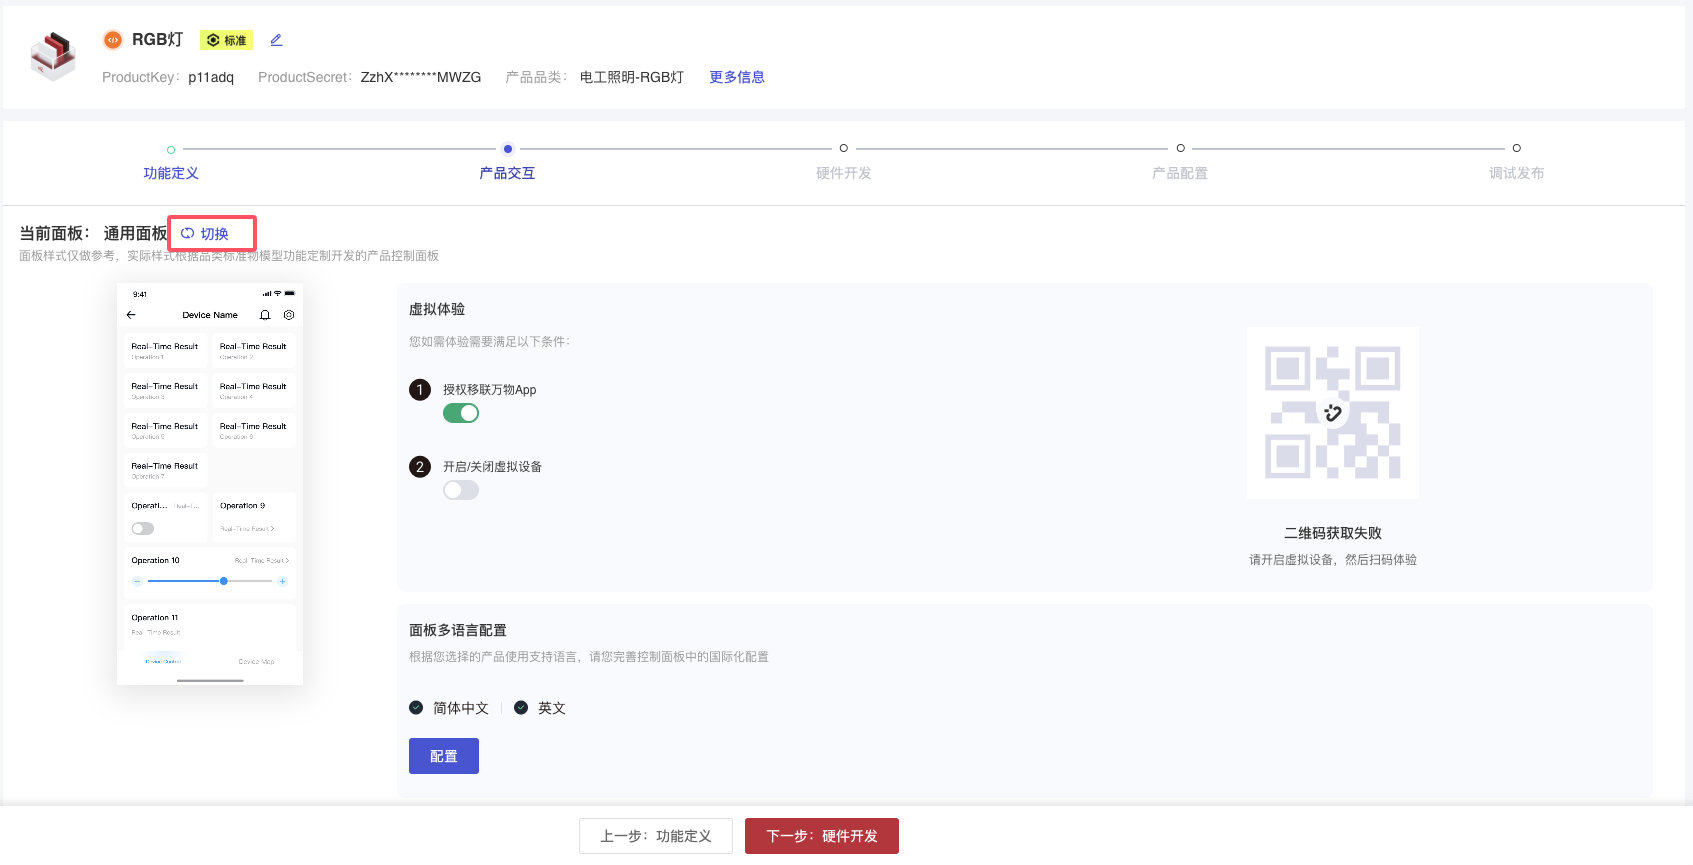 RGB灯 标准
ProductKey： p11adq ProductSecret： ZzhX********MWZG 产品品类： 电工照明-RGB灯 更多信息
功能定义 产品交互 硬件开发 产品配置 调试发布
当前面板： 通用面板 切换
面板样式仅做参考，实际样式根据品类标准物模型功能定制开发的产品控制面板
9:41
Device Name
Real-Time Result Real-Time Result
Operation 1 Operation 2
Real-Time Result Real-Time Result
Operation 3 Operation 4
Real-Time Result Real-Time Result
Operation 5 Operation 6
Real-Time Result
Operation 7
Operati... Real-T... Operation 9
Real-Time Result >
Operation 10 Real-Time Result >
Operation 11
Real-Time Result
Device Control Device Map
虚拟体验
您如需体验需要满足以下条件：
1 授权移联万物App
2 开启/关闭虚拟设备
二维码获取失败
请开启虚拟设备，然后扫码体验
面板多语言配置
根据您选择的产品使用支持语言，请您完善控制面板中的国际化配置
简体中文 英文
配置
上一步：功能定义 下一步：硬件开发